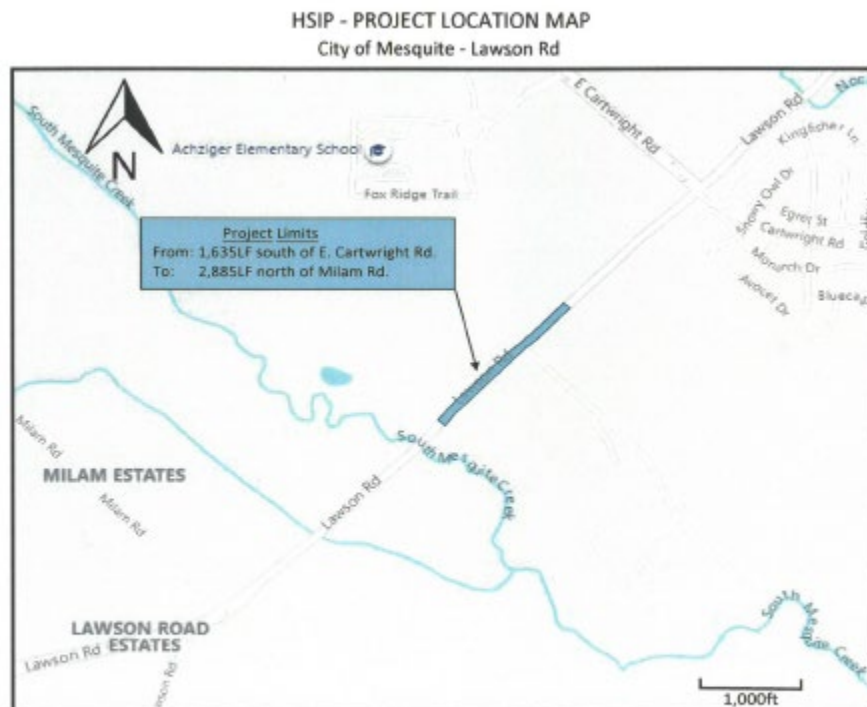 HSIP - PROJECT LOCATION MAP
City of Mesquite - Lawson Rd
South Mesquite Creek
N
Achziger Elementary School
Fox Ridge Trail
E Cartwright Rd
Lawson Rd
Kingfisher Ln
Snowy Owl Dr
Egret St
Cartwright Rd
Monarch Dr
Avocet Dr
Project Limits
From: 1,635LF south of E. Cartwright Rd.
To: 2,885LF north of Milam Rd.
South Mesquite Creek
Milam Rd
MILAM ESTATES
Milam Rd
Lawson Rd
LAWSON ROAD
ESTATES
Lawson Rd
South Mesquite Creek
1,000ft